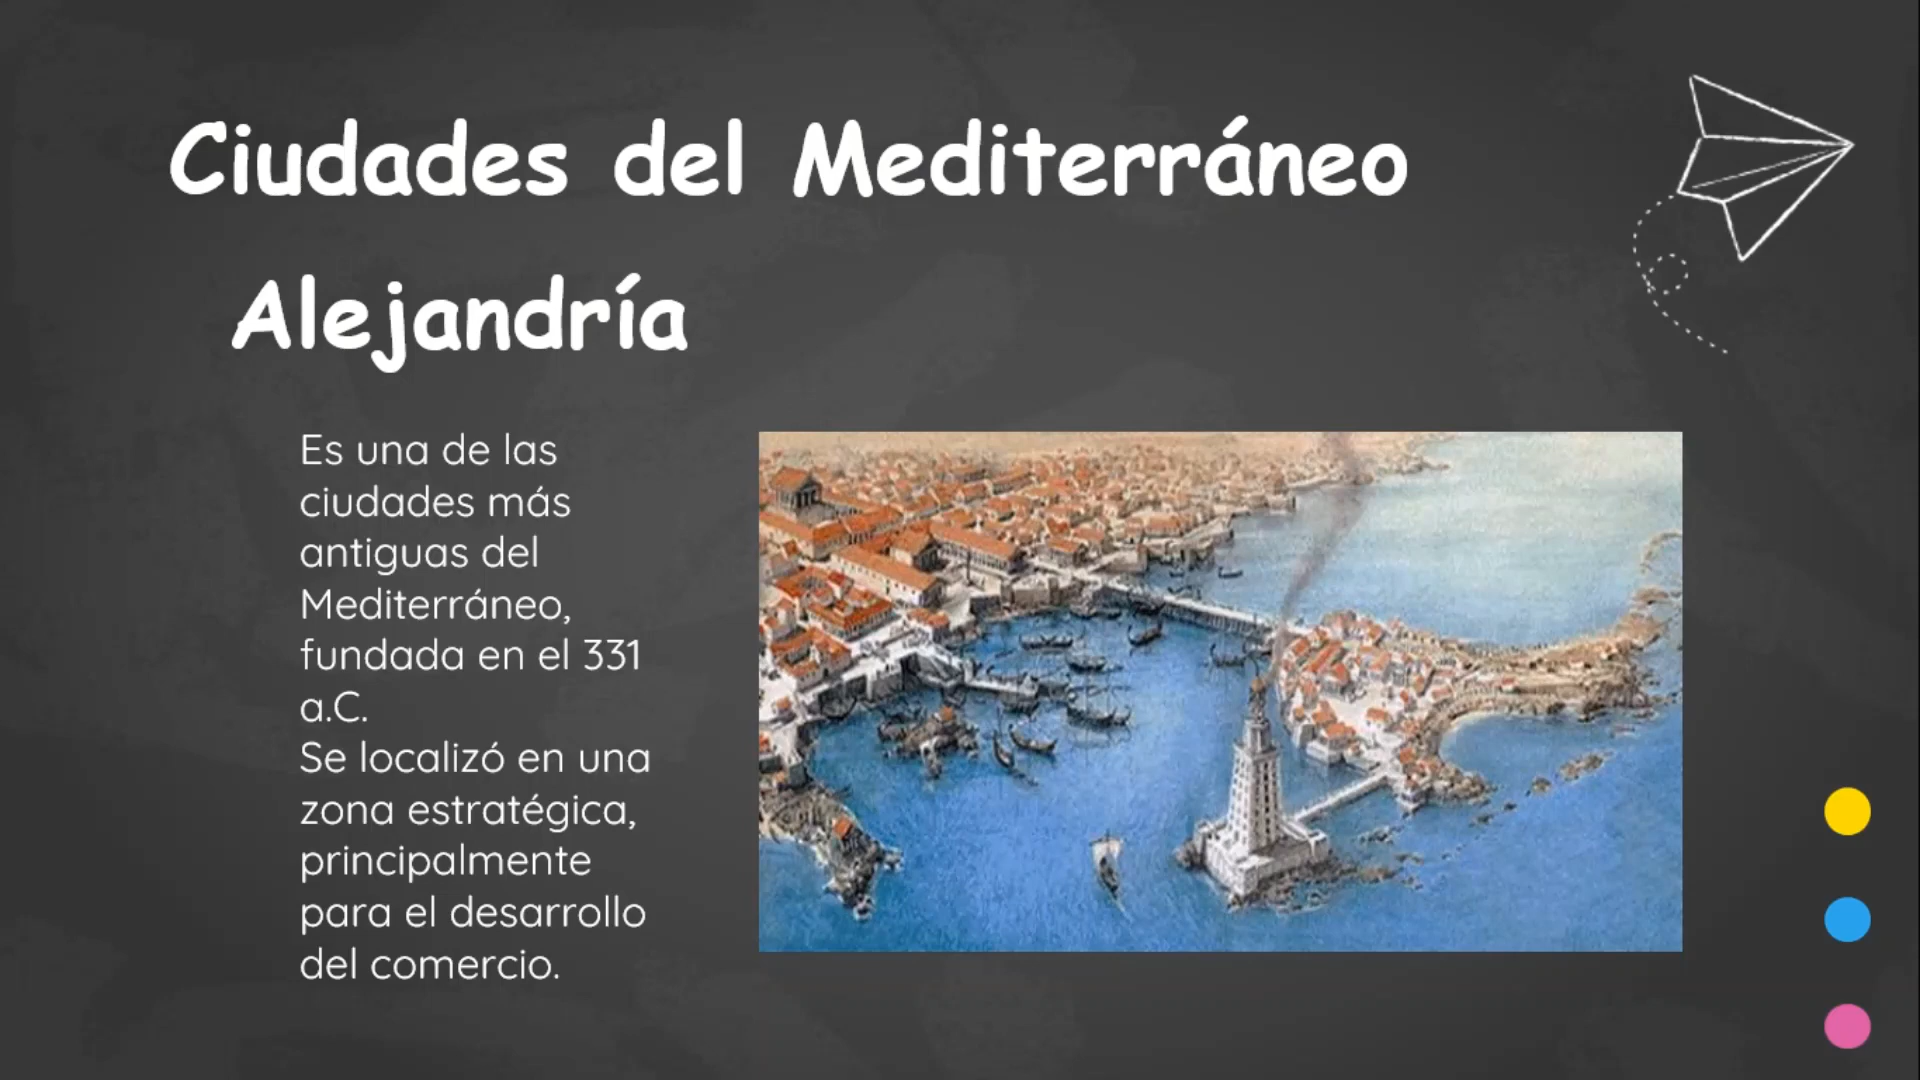 Ciudades del Mediterráneo
Alejandría
Es una de las
ciudades más
antiguas del
Mediterráneo,
fundada en el 331
a.C.
Se localizó en una
zona estratégica,
principalmente
para el desarrollo
del comercio.